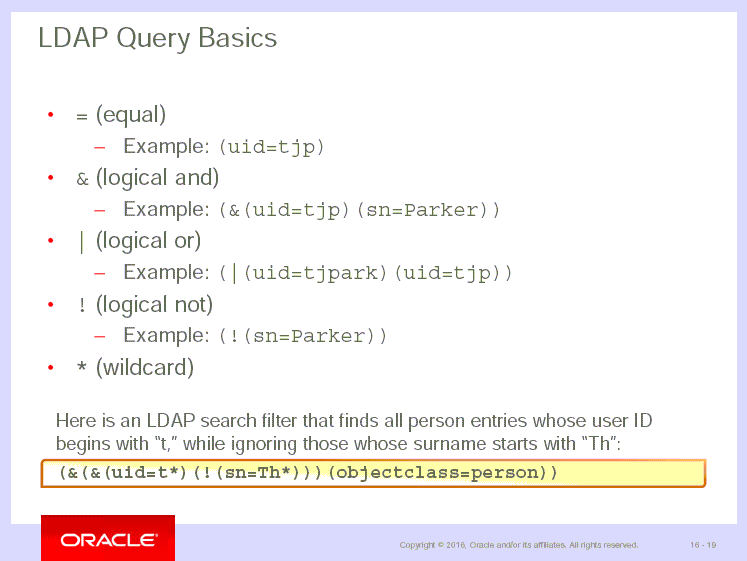 LDAP Query Basics
• = (equal)
– Example: (uid=tjp)
• & (logical and)
– Example: (&(uid=tjp)(sn=Parker))
• | (logical or)
– Example: (|(uid=tjpark)(uid=tjp))
• ! (logical not)
– Example: (!(sn=Parker))
• * (wildcard)
Here is an LDAP search filter that finds all person entries whose user ID
begins with “t,” while ignoring those whose surname starts with “Th”:
(&(&(uid=t*)(!(sn=Th*)))(objectclass=person))
ORACLE®
Copyright © 2016, Oracle and/or its affiliates. All rights reserved.
16 - 19